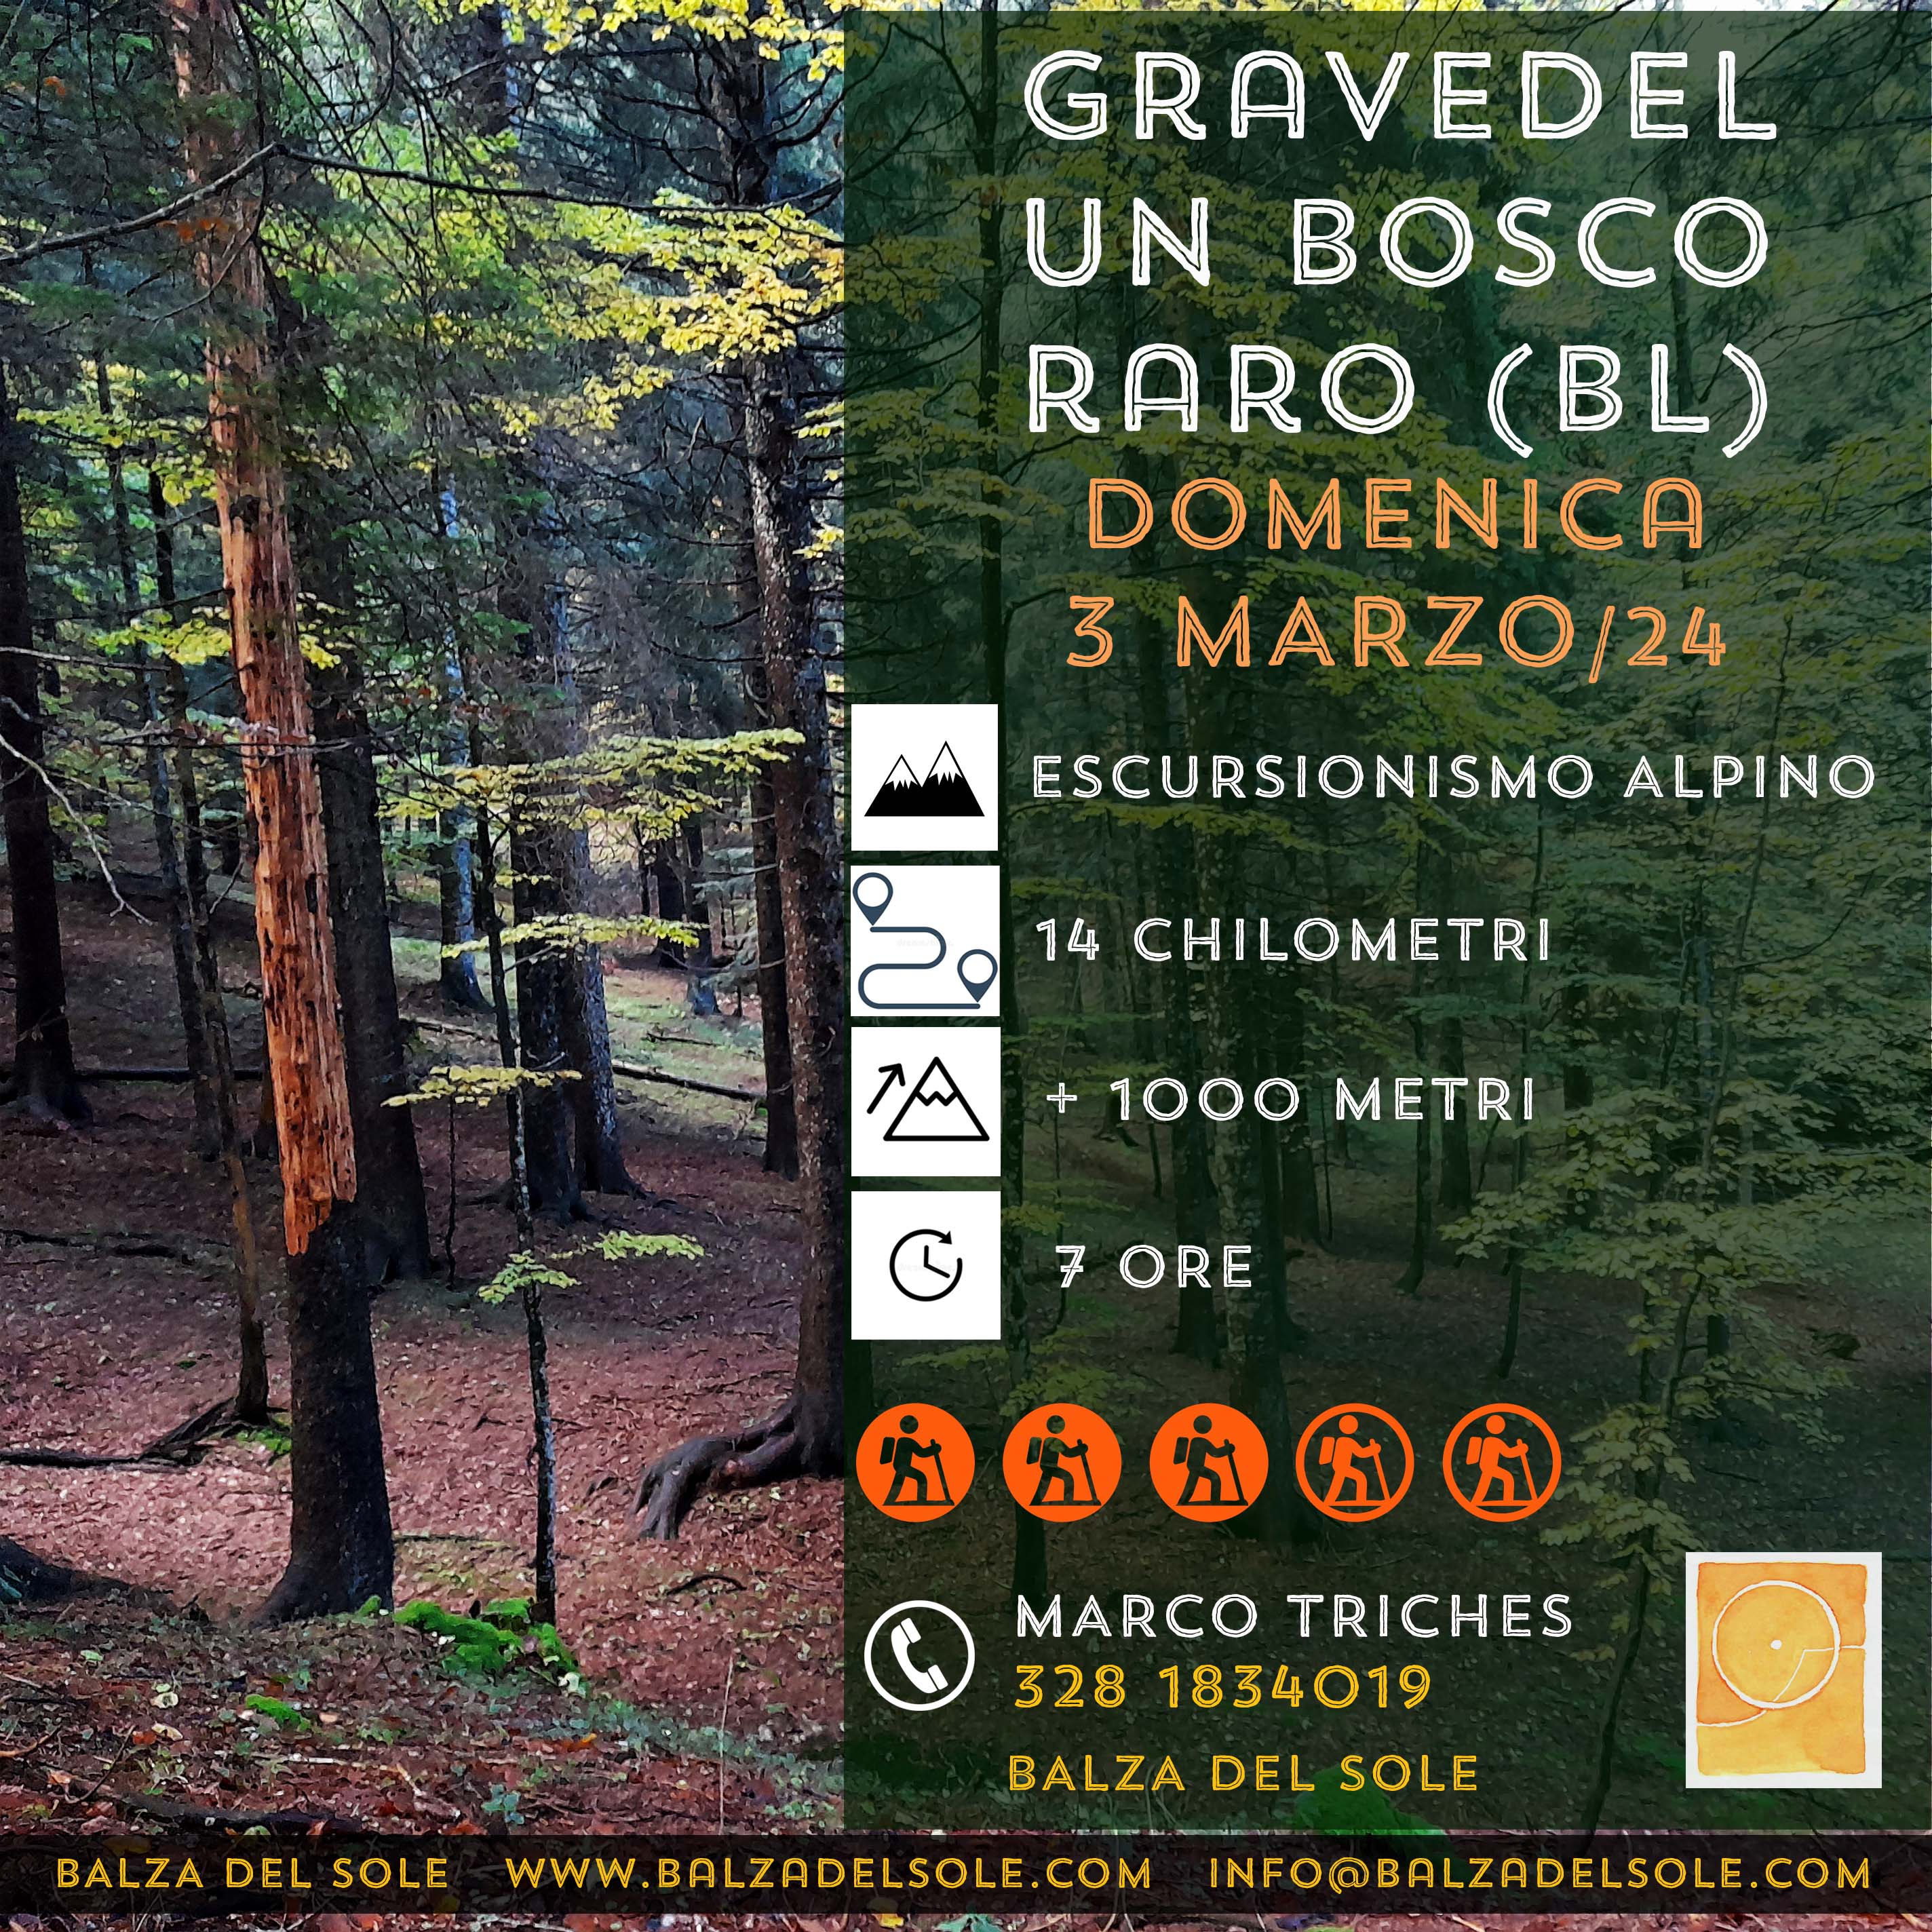 GRAVEDEL
UN BOSCO
RARO (BL)
DOMENICA
3 MARZO/24
ESCURSIONISMO ALPINO
14 CHILOMETRI
+ 1000 METRI
7 ORE
MARCO TRICHES
328 1834019
BALZA DEL SOLE
BALZA DEL SOLE WWW.BALZADELSOLE.COM INFO@BALZADELSOLE.COM